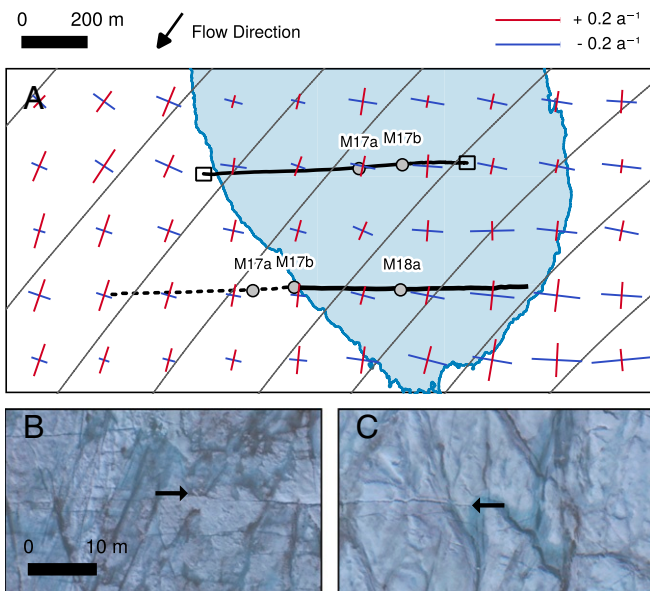 0 200 m
Flow Direction
+ 0.2 a⁻¹
- 0.2 a⁻¹
A
M17a M17b
M17a M17b M18a
B
0 10 m
C